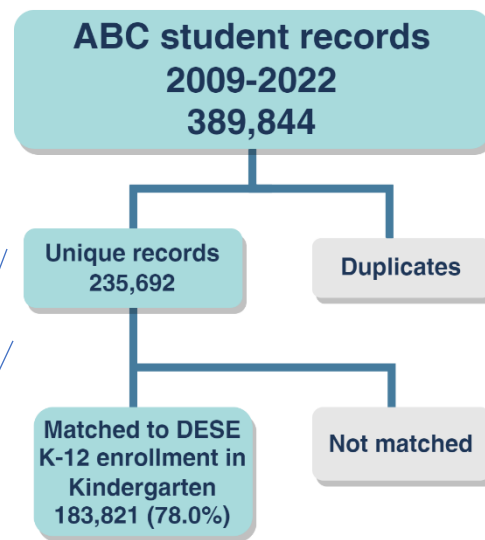 ABC student records
2009-2022
389,844
Unique records
235,692
Duplicates
Matched to DESE
K-12 enrollment in
Kindergarten
183,821 (78.0%)
Not matched